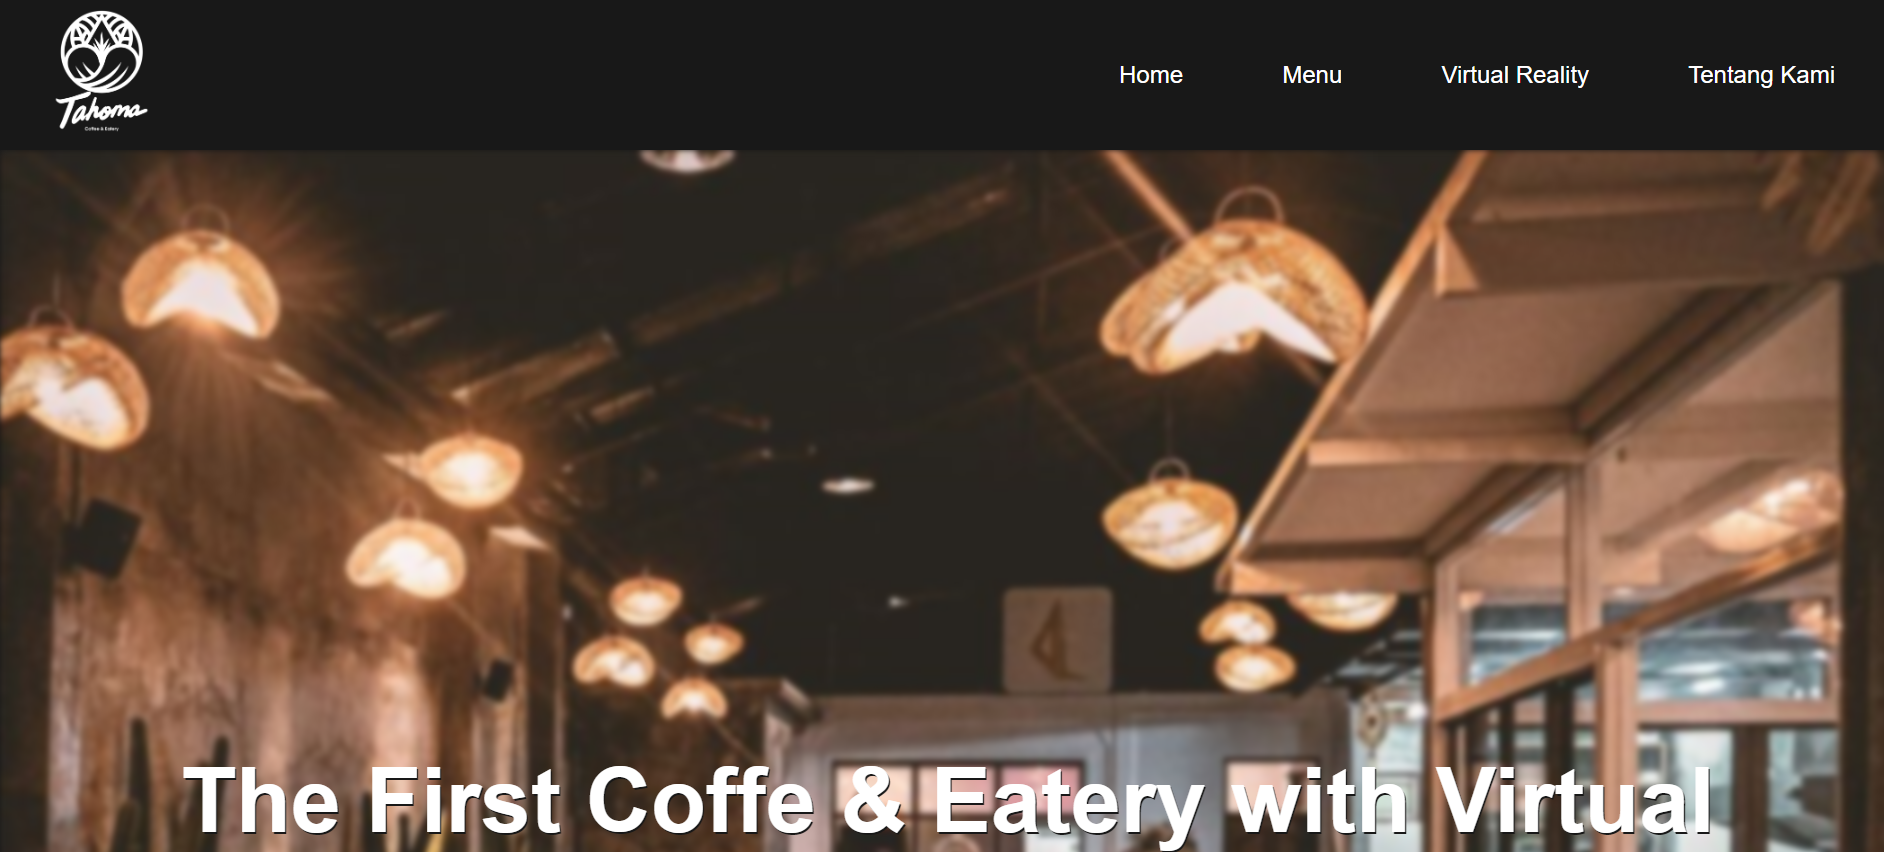 Tahoma
Coffee & Eatery
Home
Menu
Virtual Reality
Tentang Kami
The First Coffe & Eatery with Virtual